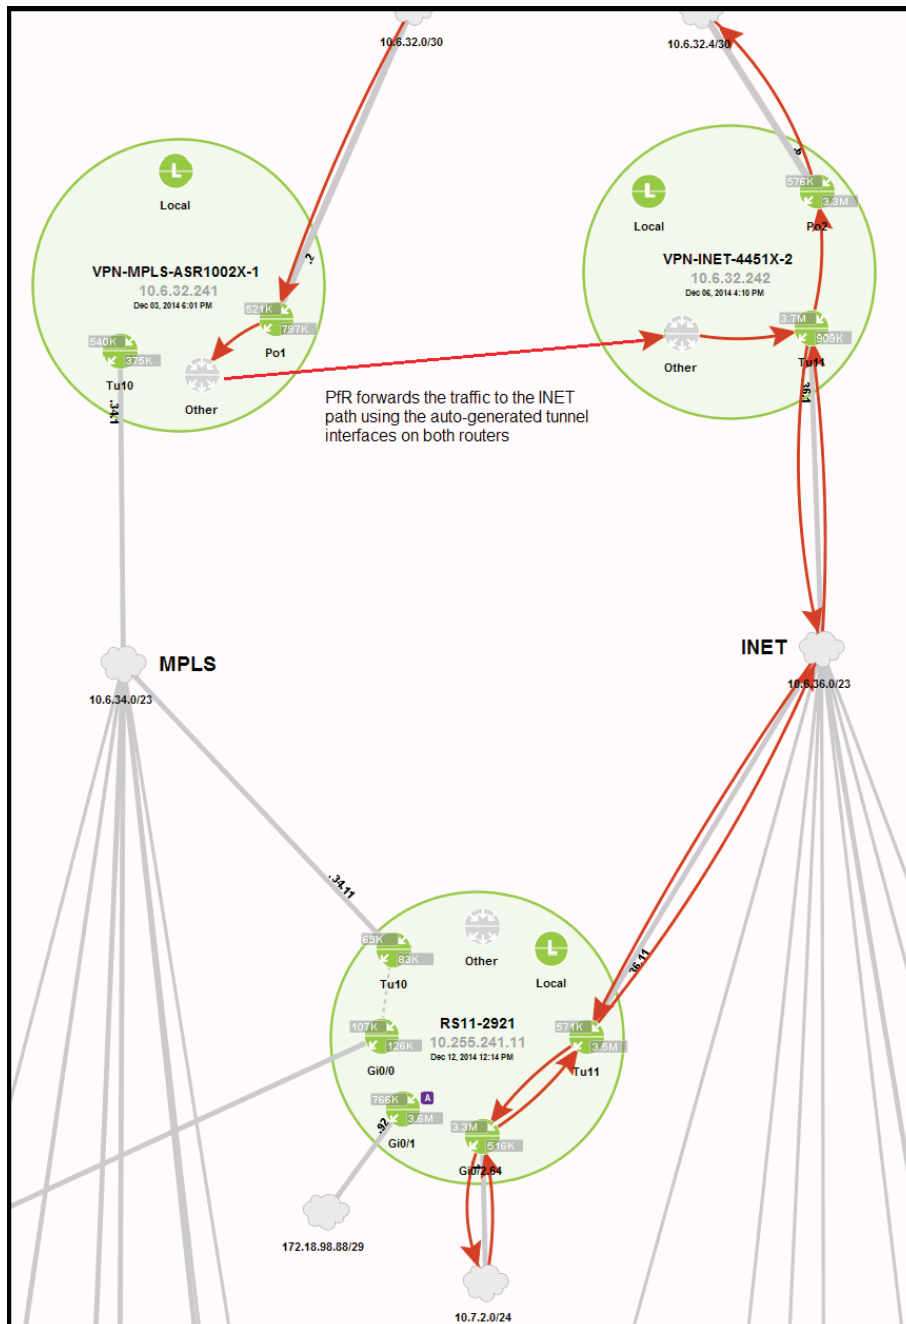 10.6.32.0/30
10.6.32.4/30
.2
Local
VPN-MPLS-ASR1002X-1
10.6.32.241
Dec 03, 2014 6:01 PM
521K
797K
Po1
540K
375K
Tu10
Other
.34.1
576K
3.3M
Po2
Local
VPN-INET-4451X-2
10.6.32.242
Dec 06, 2014 4:10 PM
3.7M
909K
Tu11
Other
.36.1
PfR forwards the traffic to the INET
path using the auto-generated tunnel
interfaces on both routers
MPLS
10.6.34.0/23
INET
10.6.36.0/23
.34.11
36.11
65K
83K
Tu10
Other
Local
107K
126K
Gi0/0
RS11-2921
10.255.241.11
Dec 12, 2014 12:14 PM
571K
3.5M
Tu11
766K
A
3.6M
Gi0/1
.92
3.3M
516K
Gi0/2.64
172.18.98.88/29
10.7.2.0/24